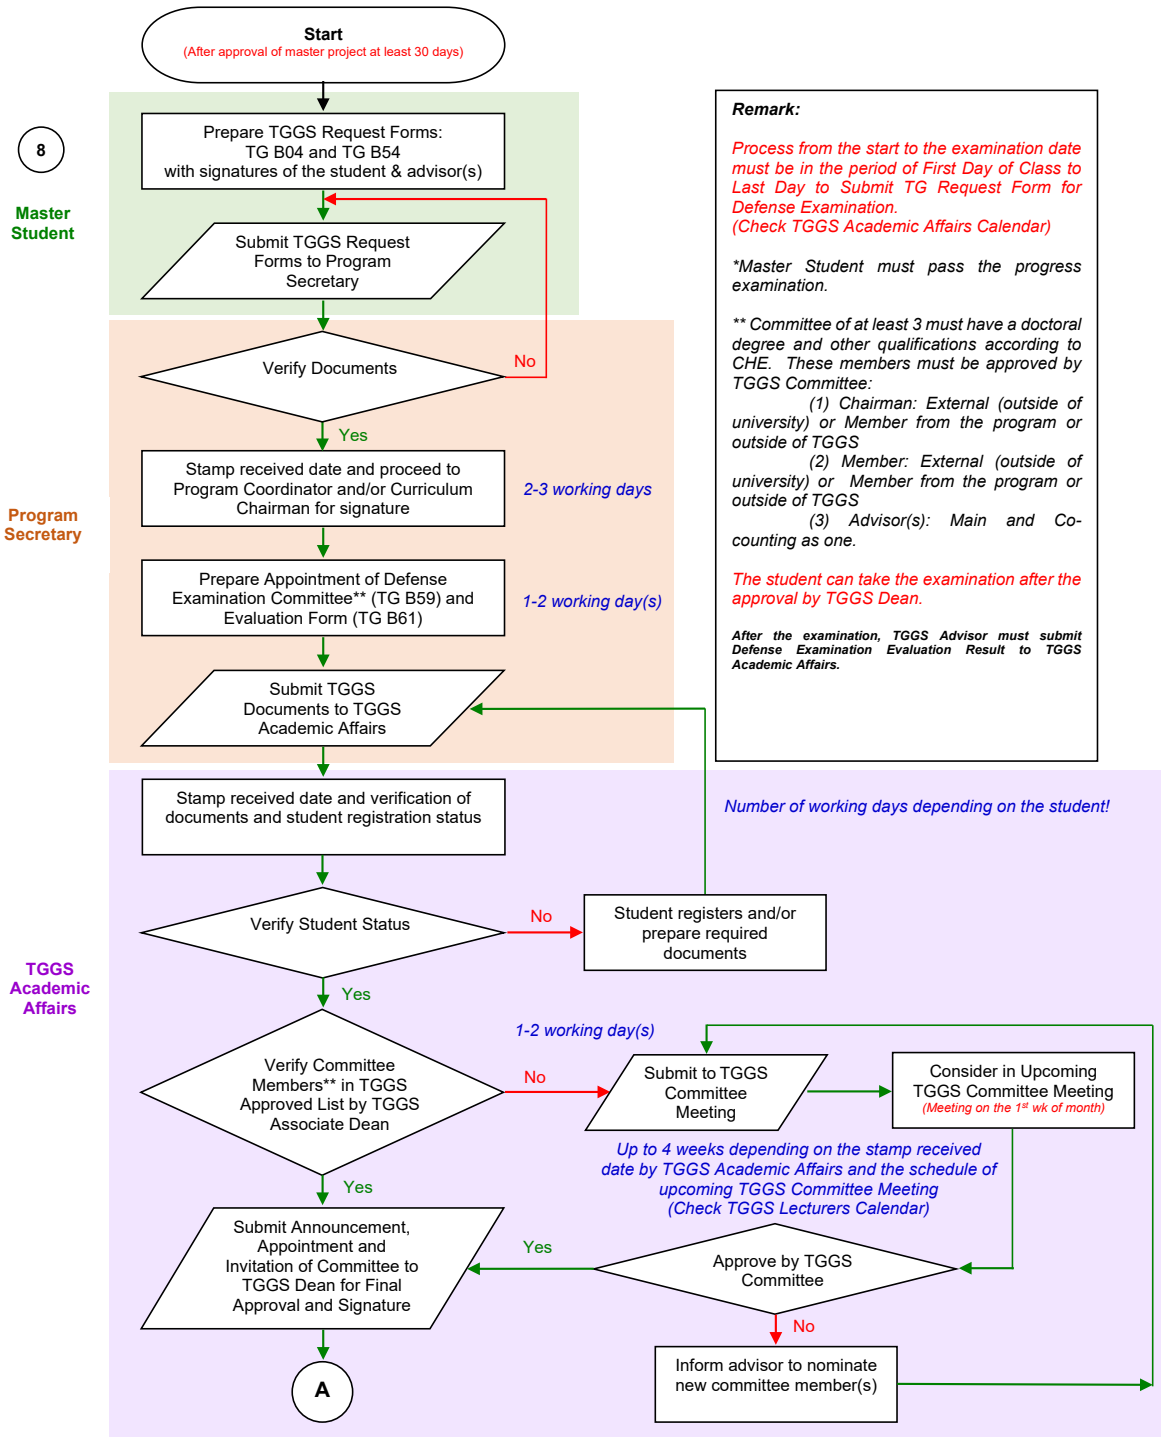 Start
(After approval of master project at least 30 days)
8
Master
Student
Prepare TGGS Request Forms:
TG B04 and TG B54
with signatures of the student & advisor(s)
Submit TGGS Request
Forms to Program
Secretary
Verify Documents
No
Yes
Program
Secretary
Stamp received date and proceed to
Program Coordinator and/or Curriculum
Chairman for signature
2-3 working days
Prepare Appointment of Defense
Examination Committee** (TG B59) and
Evaluation Form (TG B61)
1-2 working day(s)
Submit TGGS
Documents to TGGS
Academic Affairs
Remark:
Process from the start to the examination date
must be in the period of First Day of Class to
Last Day to Submit TG Request Form for
Defense Examination.
(Check TGGS Academic Affairs Calendar)
*Master Student must pass the progress
examination.
** Committee of at least 3 must have a doctoral
degree and other qualifications according to
CHE. These members must be approved by
TGGS Committee:
(1) Chairman: External (outside of
university) or Member from the program or
outside of TGGS
(2) Member: External (outside of
university) or Member from the program or
outside of TGGS
(3) Advisor(s): Main and Co-
counting as one.
The student can take the examination after the
approval by TGGS Dean.
After the examination, TGGS Advisor must submit
Defense Examination Evaluation Result to TGGS
Academic Affairs.
TGGS
Academic
Affairs
Stamp received date and verification of
documents and student registration status
Number of working days depending on the student!
Verify Student Status
No
Student registers and/or
prepare required
documents
Yes
1-2 working day(s)
Verify Committee
Members** in TGGS
Approved List by TGGS
Associate Dean
No
Submit to TGGS
Committee
Meeting
Consider in Upcoming
TGGS Committee Meeting
(Meeting on the 1st wk of month)
Up to 4 weeks depending on the stamp received
date by TGGS Academic Affairs and the schedule of
upcoming TGGS Committee Meeting
(Check TGGS Lecturers Calendar)
Yes
Submit Announcement,
Appointment and
Invitation of Committee to
TGGS Dean for Final
Approval and Signature
Yes
Approve by TGGS
Committee
No
Inform advisor to nominate
new committee member(s)
A